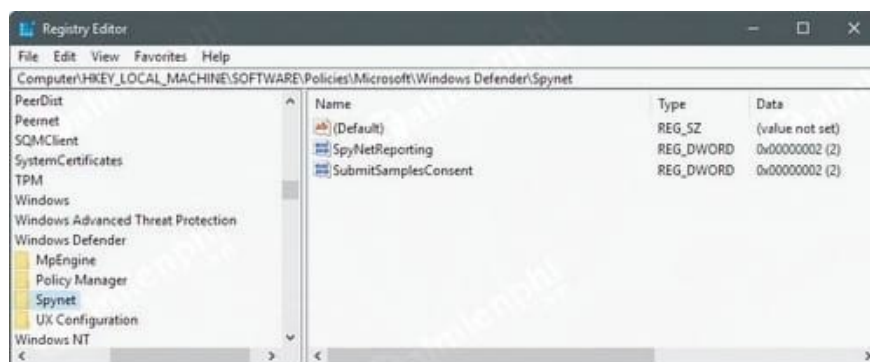 Registry Editor
File Edit View Favorites Help
Computer\HKEY_LOCAL_MACHINE\SOFTWARE\Policies\Microsoft\Windows Defender\Spynet
PeerDist
Peernet
SQMClient
SystemCertificates
TPM
Windows
Windows Advanced Threat Protection
Windows Defender
MpEngine
Policy Manager
Spynet
UX Configuration
Windows NT
Name Type Data
(Default) REG_SZ (value not set)
SpyNetReporting REG_DWORD 0x00000002 (2)
SubmitSamplesConsent REG_DWORD 0x00000002 (2)